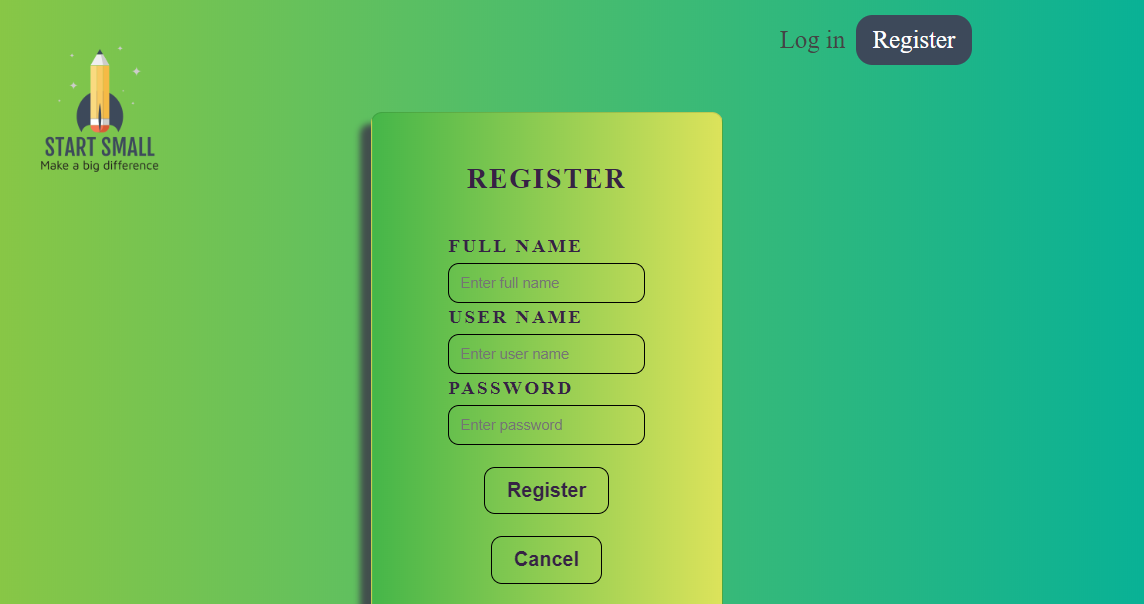 Log in Register
START SMALL
Make a big difference
REGISTER
FULL NAME
Enter full name
USER NAME
Enter user name
PASSWORD
Enter password
Register
Cancel